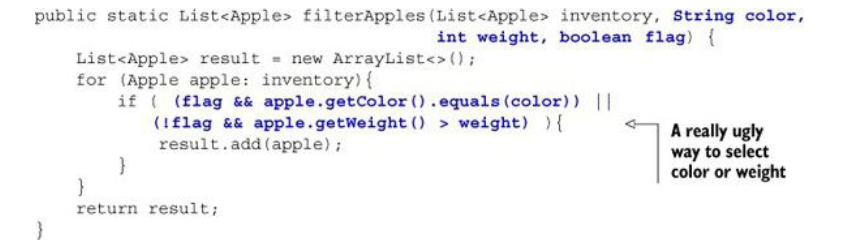 public static List<Apple> filterApples(List<Apple> inventory, String color,
                                       int weight, boolean flag) {
    List<Apple> result = new ArrayList<>();
    for (Apple apple: inventory){
        if ( (flag && apple.getColor().equals(color)) ||
             (!flag && apple.getWeight() > weight) ){
             result.add(apple);
        }
    }
    return result;
}
A really ugly
way to select
color or weight